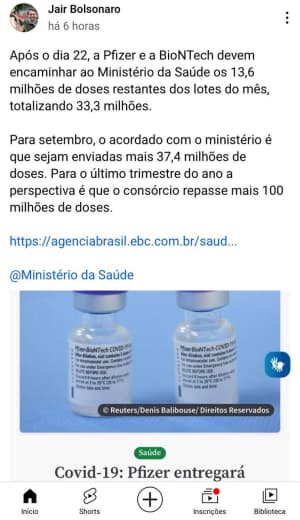 Jair Bolsonaro
há 6 horas
Após o dia 22, a Pfizer e a BioNTech devem
encaminhar ao Ministério da Saúde os 13,6
milhões de doses restantes dos lotes do mês,
totalizando 33,3 milhões.
Para setembro, o acordado com o ministério é
que sejam enviadas mais 37,4 milhões de
doses. Para o último trimestre do ano a
perspectiva é que o consórcio repasse mais 100
milhões de doses.
https://agenciabrasil.ebc.com.br/saud...
@Ministério da Saúde
© Reuters/Denis Balibouse/ Direitos Reservados
Saúde
Covid-19: Pfizer entregará
Início
Shorts
Inscrições
Biblioteca